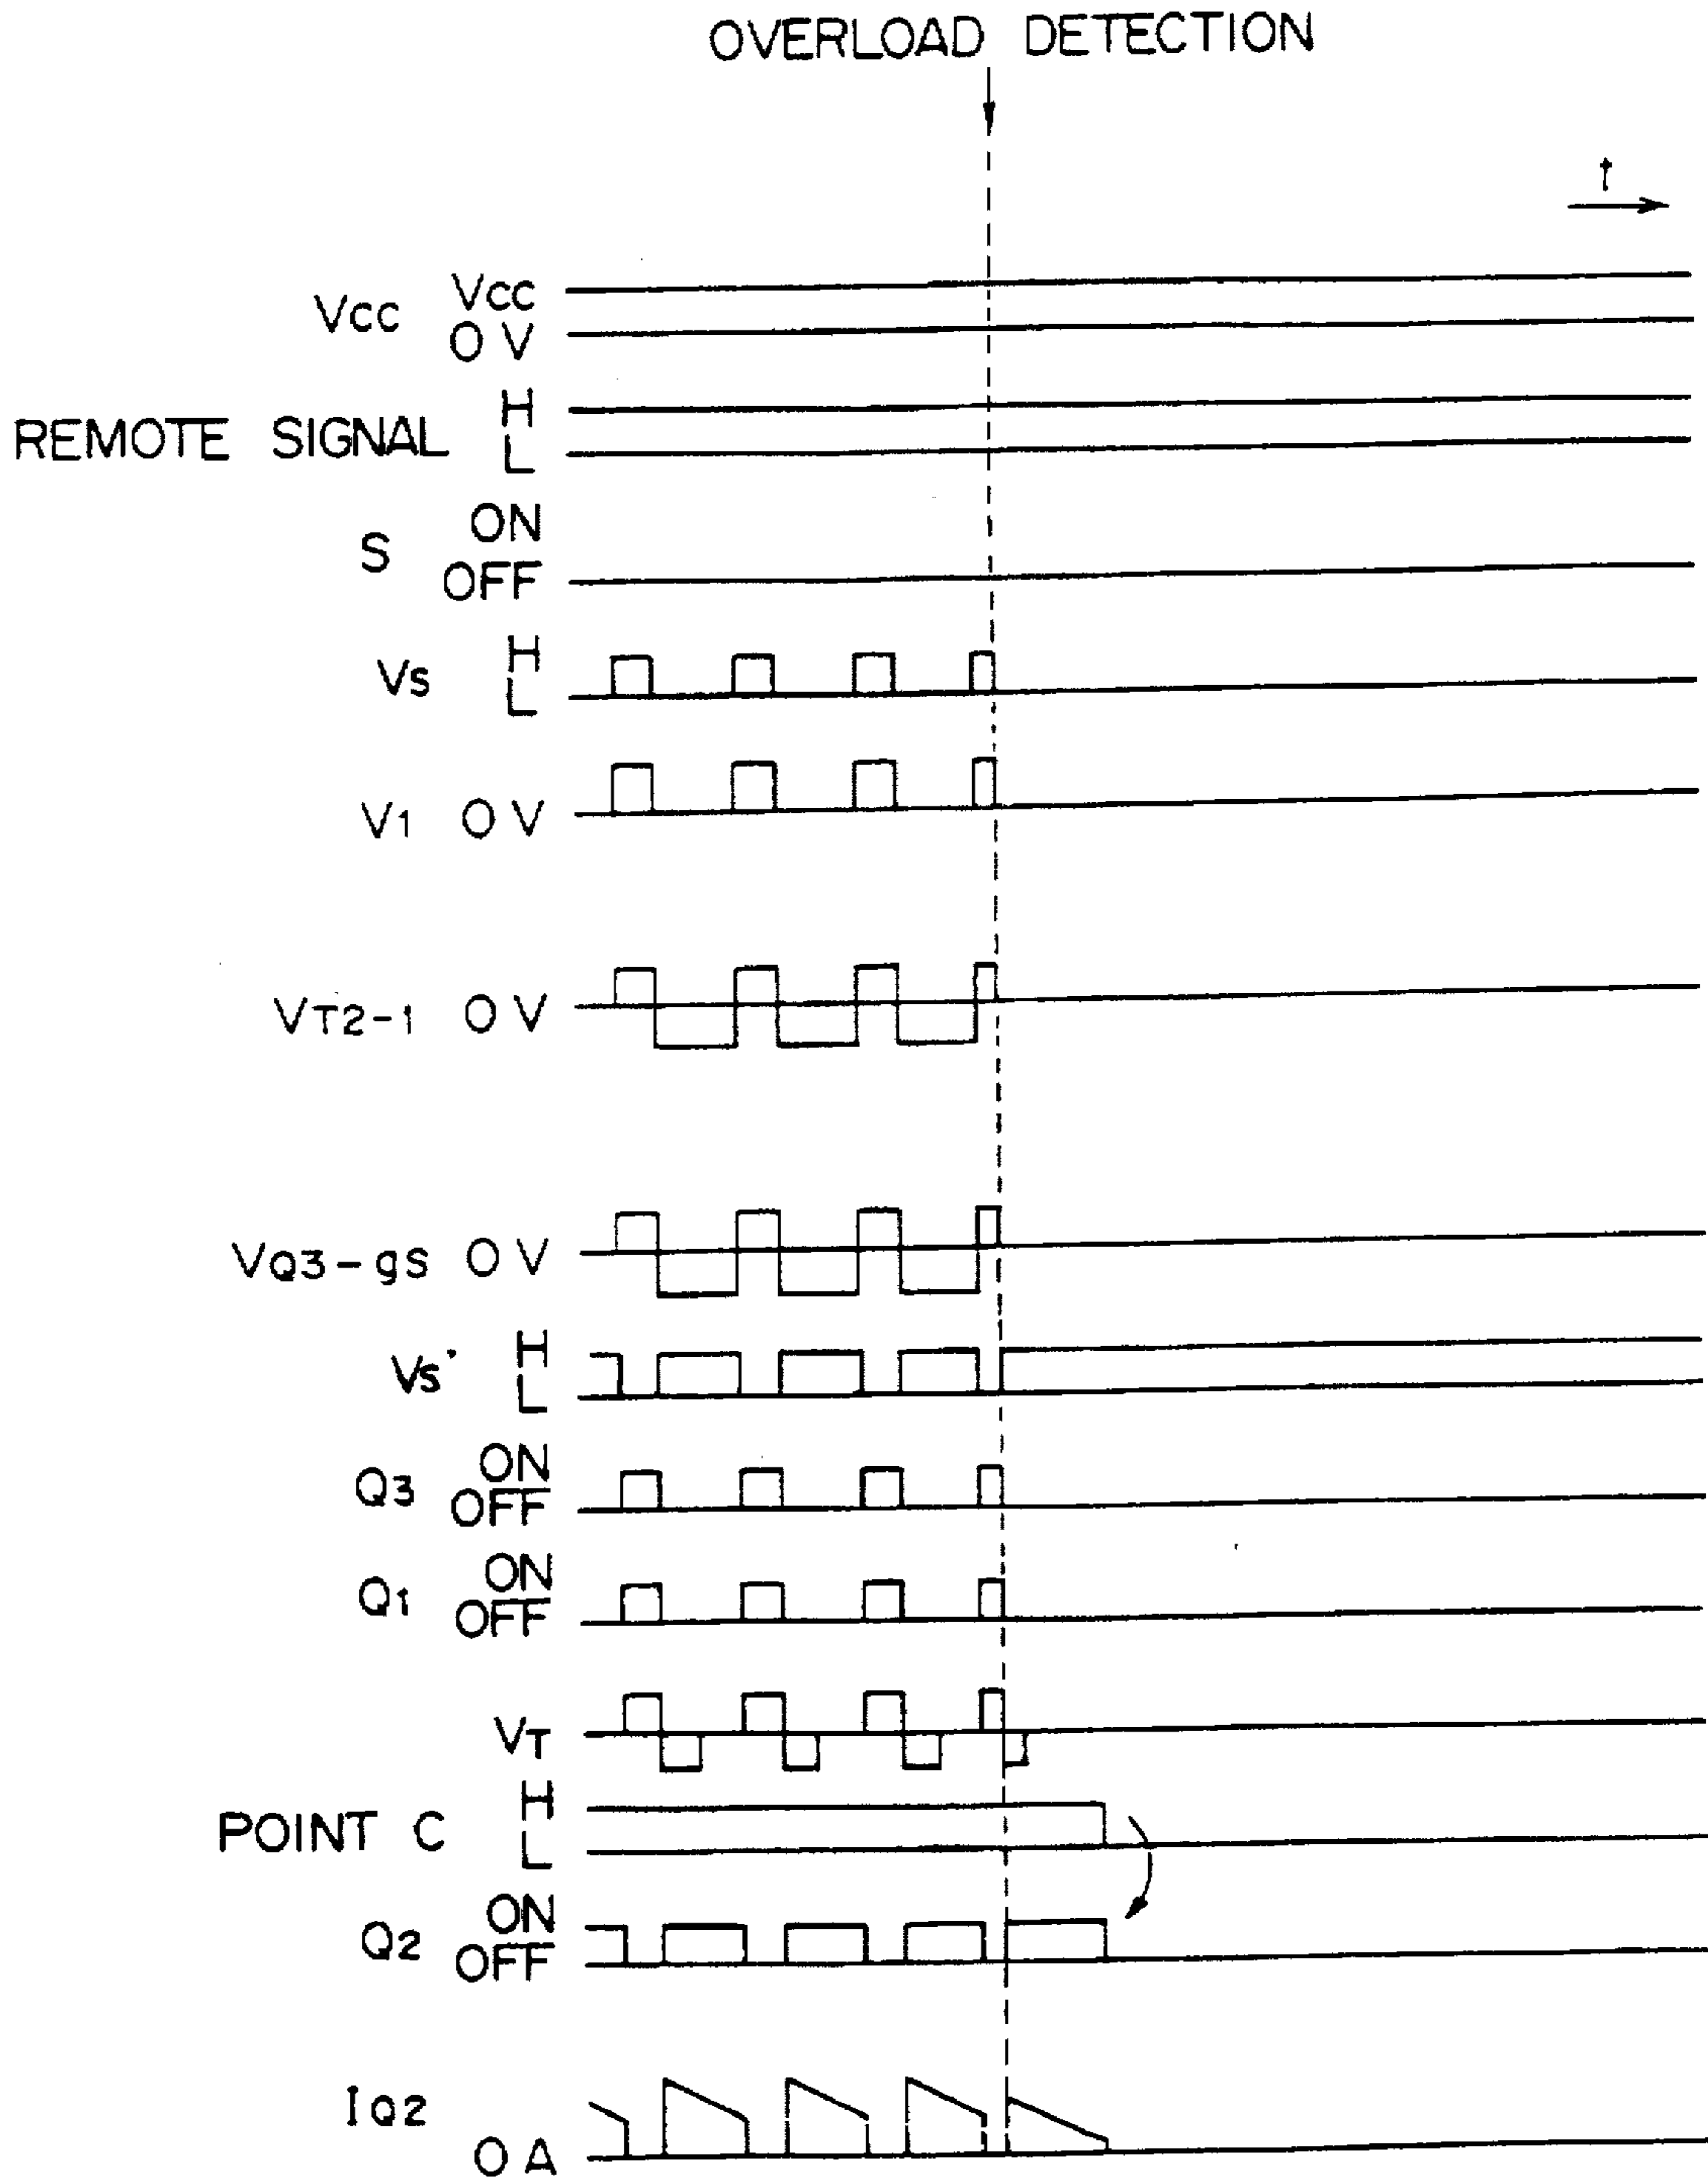 OVERLOAD DETECTION
t
Vcc Vcc
0 V
REMOTE SIGNAL H
L
S ON
OFF
Vs H
L
V1 0 V
VT2-1 0 V
VQ3-gs 0 V
Vs' H
L
Q3 ON
OFF
Q1 ON
OFF
VT
POINT C H
L
Q2 ON
OFF
IQ2
0 A